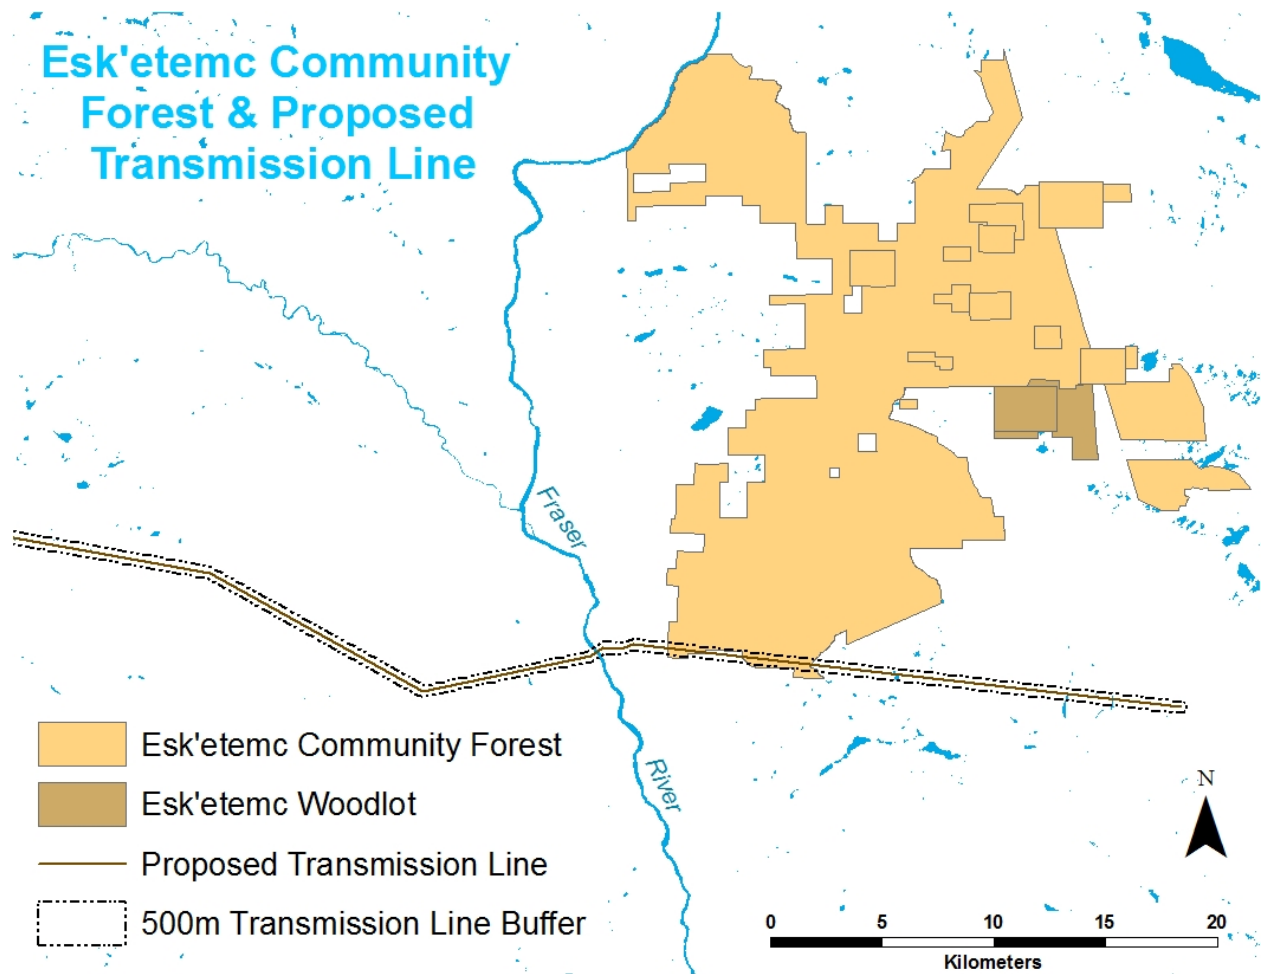 Esk'etemc Community
Forest & Proposed
Transmission Line
Fraser
River
Esk'etemc Community Forest
Esk'etemc Woodlot
Proposed Transmission Line
500m Transmission Line Buffer
N
0 5 10 15 20
Kilometers